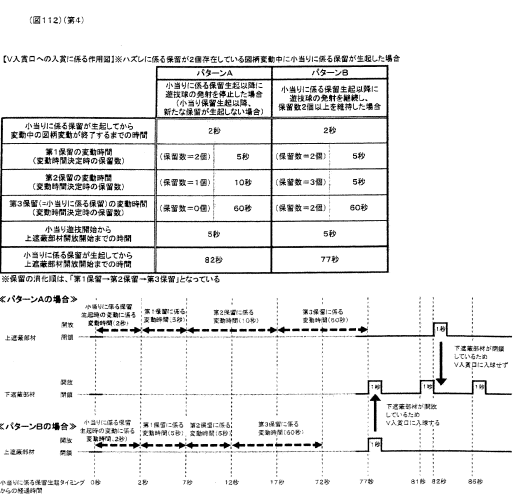 (図112)(第4)
【V入賞口への入賞に係る作用図】※ハズレに係る保留が2個存在している図柄変動中に小当りに係る保留が生起した場合
パターンA パターンB
小当りに係る保留生起以降に
遊技球の発射を停止した場合
(小当り保留生起以降、
新たな保留が生起しない場合)
小当りに係る保留生起以降に
遊技球の発射を継続し、
保留数2個以上を維持した場合
小当りに係る保留が生起してから
変動中の図柄変動が終了するまでの時間
2秒 2秒
第1保留の変動時間
(変動時間決定時の保留数)
(保留数=2個) 5秒 (保留数=2個) 5秒
第2保留の変動時間
(変動時間決定時の保留数)
(保留数=1個) 10秒 (保留数=3個) 5秒
第3保留(=小当りに係る保留)の変動時間
(変動時間決定時の保留数)
(保留数=0個) 60秒 (保留数=2個) 60秒
小当り遊技開始から
上遮蔽部材開放開始までの時間
5秒 5秒
小当りに係る保留が生起してから
上遮蔽部材開放開始までの時間
82秒 77秒
※保留の消化順は、「第1保留→第2保留→第3保留」となっている
≪パターンAの場合≫
小当りに係る保留
生起時の変動に係る
変動時間(2秒)
第1保留に係る
変動時間(5秒)
第2保留に係る
変動時間(10秒)
第3保留に係る
変動時間(60秒)
上遮蔽部材
開放
閉鎖
1秒
下遮蔽部材が閉鎖
しているため
V入賞口に入球せず
下遮蔽部材
開放
閉鎖
1秒 1秒 1秒
下遮蔽部材が開放
しているため
V入賞口に入球する
≪パターンBの場合≫
小当りに係る保留
生起時の変動に係る
変動時間(2秒)
第1保留に係る
変動時間(5秒)
第2保留に係る
変動時間(5秒)
第3保留に係る
変動時間(60秒)
上遮蔽部材
開放
閉鎖
1秒
小当りに係る保留生起タイミング
からの経過時間
0秒 2秒 7秒 12秒 17秒 72秒 77秒 81秒 82秒 86秒